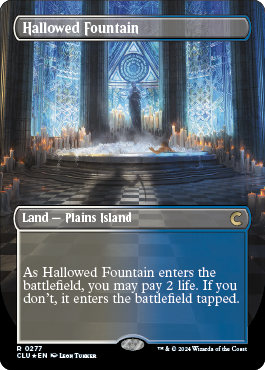 Hallowed Fountain
Land — Plains Island
As Hallowed Fountain enters the
battlefield, you may pay 2 life. If you
don't, it enters the battlefield tapped.
R 0277
CLU★EN Leon Tukker
™ & © 2024 Wizards of the Coast